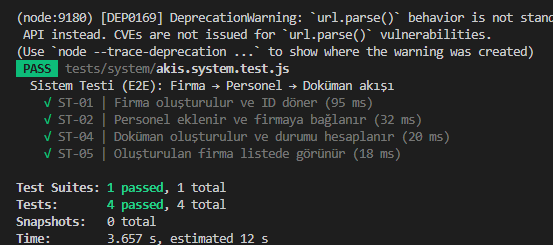 (node:9180) [DEP0169] DeprecationWarning: `url.parse()` behavior is not stan
API instead. CVEs are not issued for `url.parse()` vulnerabilities.
(Use `node --trace-deprecation ...` to show where the warning was created)
PASS tests/system/akis.system.test.js
Sistem Testi (E2E): Firma → Personel → Doküman akışı
√ ST-01 | Firma oluşturulur ve ID döner (95 ms)
√ ST-02 | Personel eklenir ve firmaya bağlanır (32 ms)
√ ST-04 | Doküman oluşturulur ve durumu hesaplanır (20 ms)
√ ST-05 | Oluşturulan firma listede görünür (18 ms)
Test Suites: 1 passed, 1 total
Tests: 4 passed, 4 total
Snapshots: 0 total
Time: 3.657 s, estimated 12 s